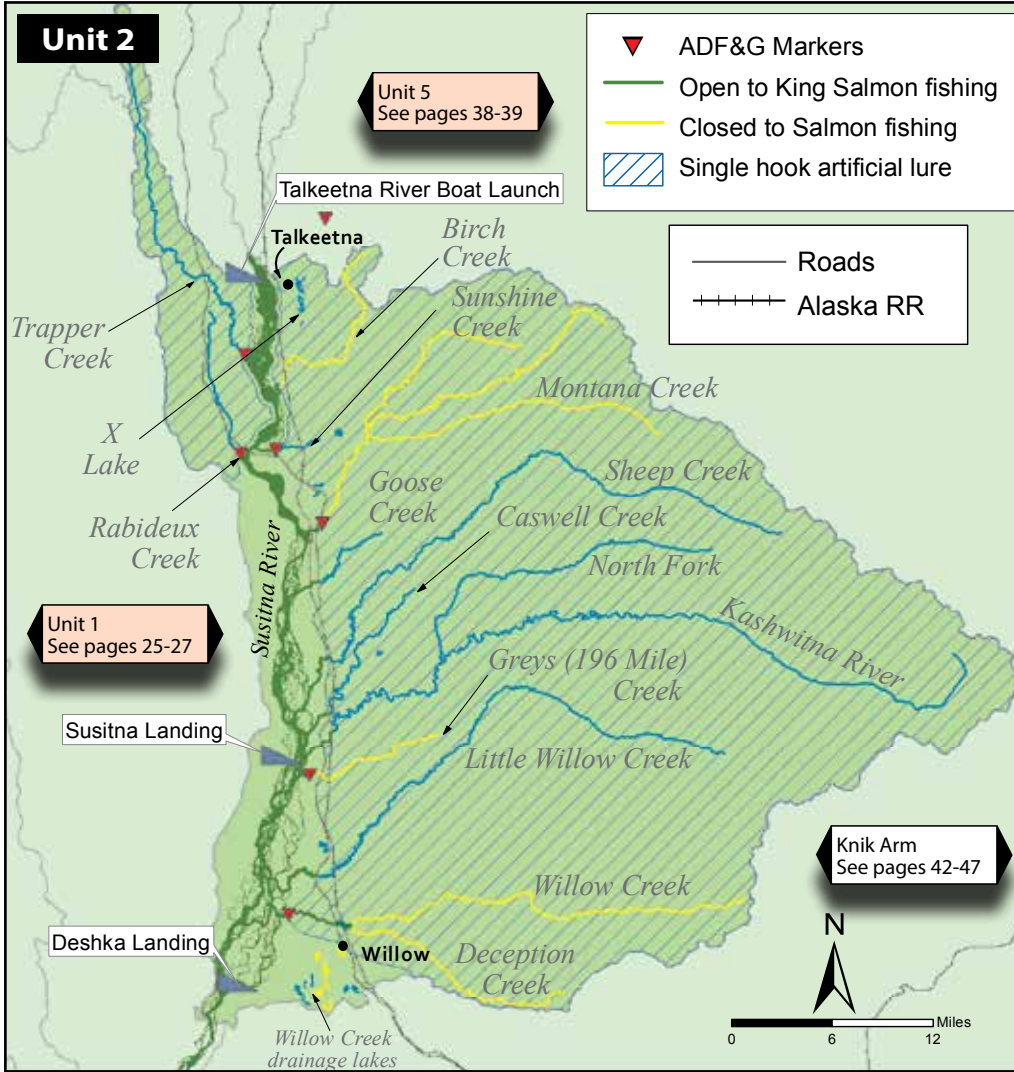 Unit 2
ADF&G Markers
Open to King Salmon fishing
Closed to Salmon fishing
Single hook artificial lure
Roads
Alaska RR
Unit 5
See pages 38-39
Talkeetna River Boat Launch
Talkeetna
Birch
Creek
Sunshine
Creek
Trapper
Creek
Montana Creek
X
Lake
Sheep Creek
Goose
Creek
Caswell Creek
Rabideux
Creek
North Fork
Susitna River
Kashwitna River
Unit 1
See pages 25-27
Greys (196 Mile)
Creek
Susitna Landing
Little Willow Creek
Knik Arm
See pages 42-47
Willow Creek
N
Deshka Landing
Willow
Deception
Creek
Willow Creek
drainage lakes
Miles
0 6 12